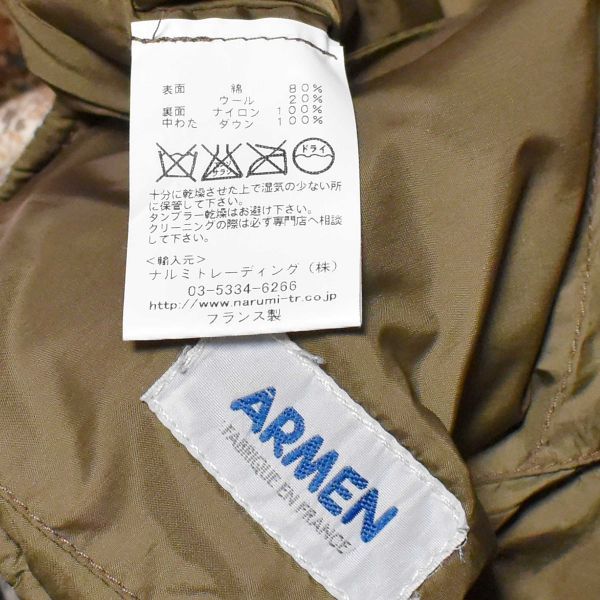 表面 綿 80%
ウール 20%
裏面 ナイロン 100%
中わた ダウン 100%
エンソサラシ
ドライ
十分に乾燥させた上で湿気の少ない所
に保管して下さい。
タンブラー乾燥はお避け下さい。
クリーニングの際は必ず専門店へ相談
して下さい。
<輸入元>
ナルミトレーディング(株)
03-5334-6266
http://www.narumi-tr.co.jp
フランス製
ARMEN
FABRIQUE EN FRANCE